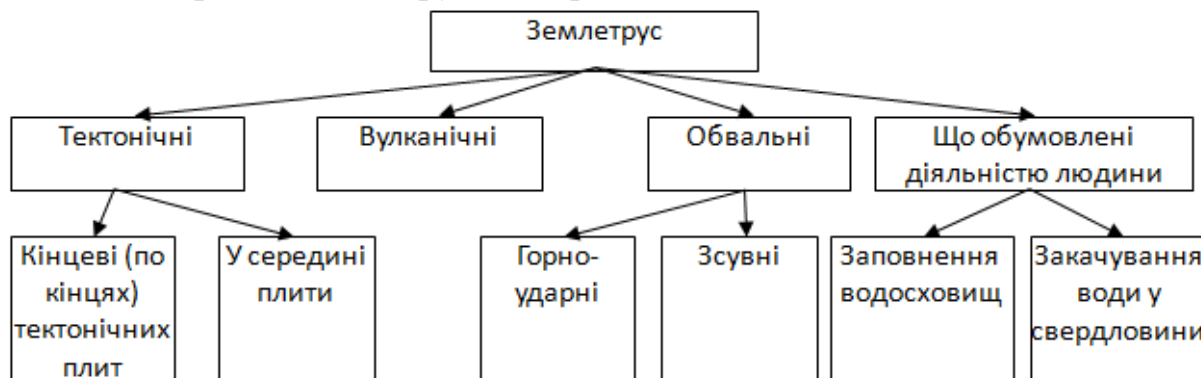 Землетрус
Тектонічні
Вулканічні
Обвальні
Що обумовлені
діяльністю людини
Кінцеві (по
кінцях)
тектонічних
плит
У середині
плити
Горно-
ударні
Зсувні
Заповнення
водосховищ
Закачування
води у
свердловини